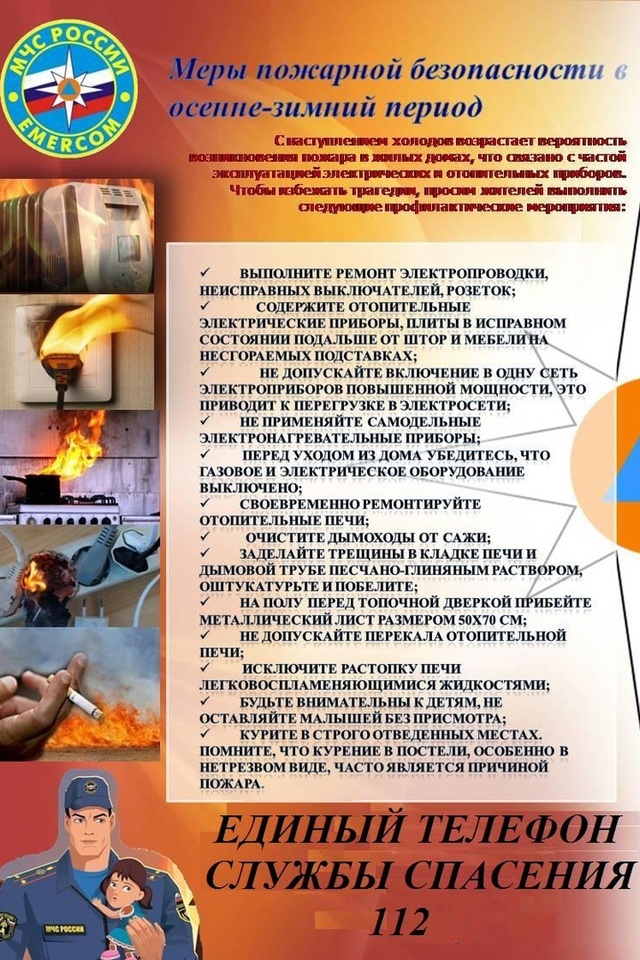 МЧС РОССИИ
EMERCOM
Меры пожарной безопасности в
осенне-зимний период
С наступлением холодов возрастает вероятность
возникновения пожара в жилых домах, что связано с частой
эксплуатацией электрических и отопительных приборов.
Чтобы избежать трагедии, просим жителей выполнить
следующие профилактические мероприятия:
✓ ВЫПОЛНИТЕ РЕМОНТ ЭЛЕКТРОПРОВОДКИ,
НЕИСПРАВНЫХ ВЫКЛЮЧАТЕЛЕЙ, РОЗЕТОК;
✓ СОДЕРЖИТЕ ОТОПИТЕЛЬНЫЕ
ЭЛЕКТРИЧЕСКИЕ ПРИБОРЫ, ПЛИТЫ В ИСПРАВНОМ
СОСТОЯНИИ ПОДАЛЬШЕ ОТ ШТОР И МЕБЕЛИ НА
НЕСГОРАЕМЫХ ПОДСТАВКАХ;
✓ НЕ ДОПУСКАЙТЕ ВКЛЮЧЕНИЕ В ОДНУ СЕТЬ
ЭЛЕКТРОПРИБОРОВ ПОВЫШЕННОЙ МОЩНОСТИ, ЭТО
ПРИВОДИТ К ПЕРЕГРУЗКЕ В ЭЛЕКТРОСЕТИ;
✓ НЕ ПРИМЕНЯЙТЕ САМОДЕЛЬНЫЕ
ЭЛЕКТРОНАГРЕВАТЕЛЬНЫЕ ПРИБОРЫ;
✓ ПЕРЕД УХОДОМ ИЗ ДОМА УБЕДИТЕСЬ, ЧТО
ГАЗОВОЕ И ЭЛЕКТРИЧЕСКОЕ ОБОРУДОВАНИЕ
ВЫКЛЮЧЕНО;
✓ СВОЕВРЕМЕННО РЕМОНТИРУЙТЕ
ОТОПИТЕЛЬНЫЕ ПЕЧИ;
✓ ОЧИСТИТЕ ДЫМОХОДЫ ОТ САЖИ;
✓ ЗАДЕЛАЙТЕ ТРЕЩИНЫ В КЛАДКЕ ПЕЧИ И
ДЫМОВОЙ ТРУБЕ ПЕСЧАНО-ГЛИНЯНЫМ РАСТВОРОМ,
ОШТУКАТУРЬТЕ И ПОБЕЛИТЕ;
✓ НА ПОЛУ ПЕРЕД ТОПОЧНОЙ ДВЕРКОЙ ПРИБЕЙТЕ
МЕТАЛЛИЧЕСКИЙ ЛИСТ РАЗМЕРОМ 50Х70 СМ;
✓ НЕ ДОПУСКАЙТЕ ПЕРЕКАЛА ОТОПИТЕЛЬНОЙ
ПЕЧИ;
✓ ИСКЛЮЧИТЕ РАСТОПКУ ПЕЧИ
ЛЕГКОВОСПЛАМЕНЯЮЩИМИСЯ ЖИДКОСТЯМИ;
✓ БУДЬТЕ ВНИМАТЕЛЬНЫ К ДЕТЯМ, НЕ
ОСТАВЛЯЙТЕ МАЛЫШЕЙ БЕЗ ПРИСМОТРА;
✓ КУРИТЕ В СТРОГО ОТВЕДЕННЫХ МЕСТАХ.
ПОМНИТЕ, ЧТО КУРЕНИЕ В ПОСТЕЛИ, ОСОБЕННО В
НЕТРЕЗВОМ ВИДЕ, ЧАСТО ЯВЛЯЕТСЯ ПРИЧИНОЙ
ПОЖАРА.
ЕДИНЫЙ ТЕЛЕФОН
СЛУЖБЫ СПАСЕНИЯ
112
МЧС РОССИИ